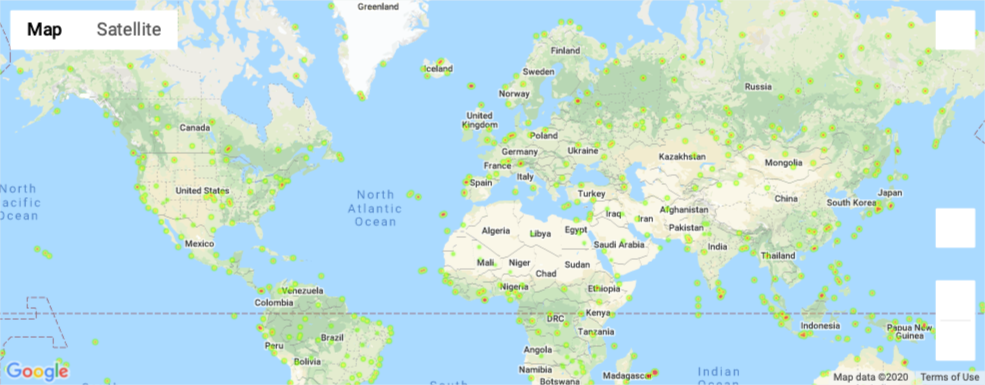 Greenland
Map Satellite
Iceland
Finland
Sweden
Norway
Russia
United
Kingdom
Canada
Poland
Germany
Ukraine
France
Kazakhstan
Mongolia
Italy
Spain
United States
North
Pacific
Ocean
North
Atlantic
Ocean
Turkey
China
Japan
South Korea
Iraq
Iran
Afghanistan
Pakistan
Algeria
Libya
Egypt
Saudi Arabia
India
Mexico
Thailand
Mali
Niger
Chad
Sudan
Nigeria
Ethiopia
Venezuela
Colombia
DRC
Kenya
Tanzania
Indonesia
Papua New
Guinea
Peru
Brazil
Bolivia
Angola
Namibia
Botswana
Madagascar
Indian
Google
Map data ©2020 Terms of Use